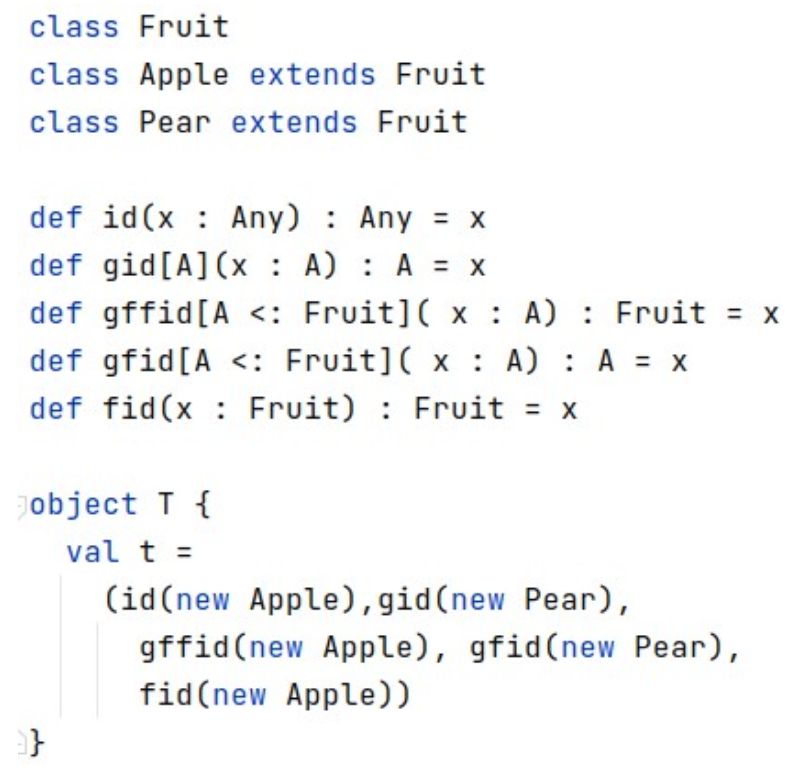 class Fruit
class Apple extends Fruit
class Pear extends Fruit
def id(x : Any) : Any = x
def gid[A](x : A) : A = x
def gffid[A <: Fruit]( x : A) : Fruit = x
def gfid[A <: Fruit]( x : A) : A = x
def fid(x : Fruit) : Fruit = x
object T {
val t =
(id(new Apple),gid(new Pear),
gffid(new Apple), gfid(new Pear),
fid(new Apple))
}